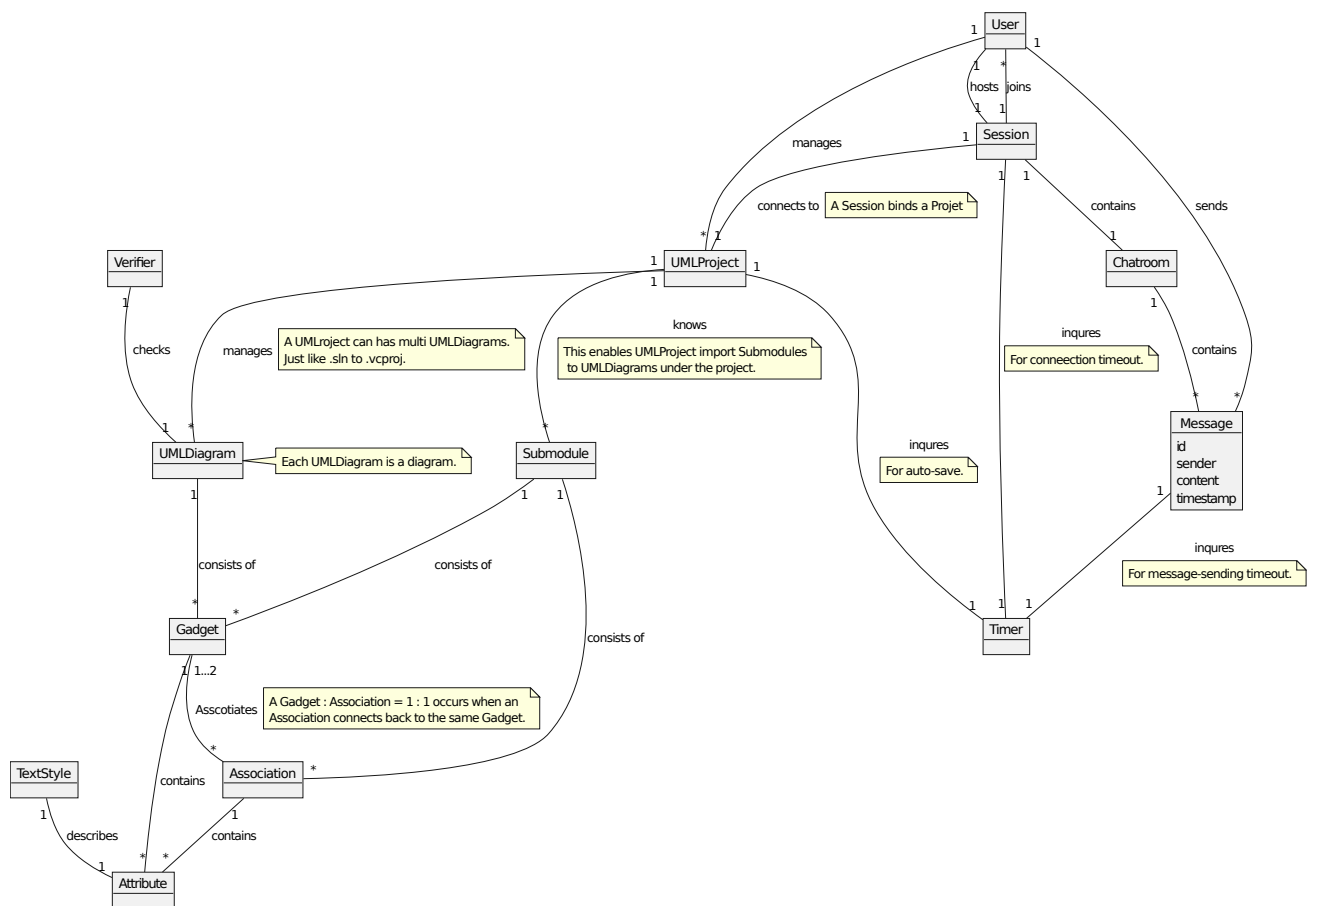 User
1
1
1
*
hosts
joins
1
1
manages
1
Session
1
1
connects to
A Session binds a Projet
contains
sends
*
1
1
Verifier
UMLProject
Chatroom
1
1
1
1
1
checks
manages
A UMLroject can has multi UMLDiagrams.
Just like .sln to .vcproj.
knows
This enables UMLProject import Submodules
to UMLDiagrams under the project.
inqures
For conneection timeout.
contains
1
*
*
*
*
UMLDiagram
Each UMLDiagram is a diagram.
Submodule
inqures
For auto-save.
Message
id
sender
content
timestamp
1
1
1
1
consists of
consists of
inqures
For message-sending timeout.
*
*
1
1
1
Gadget
consists of
Timer
1
1...2
Asscotiates
A Gadget : Association = 1 : 1 occurs when an
Association connects back to the same Gadget.
*
*
TextStyle
contains
Association
1
1
describes
contains
1
*
*
Attribute